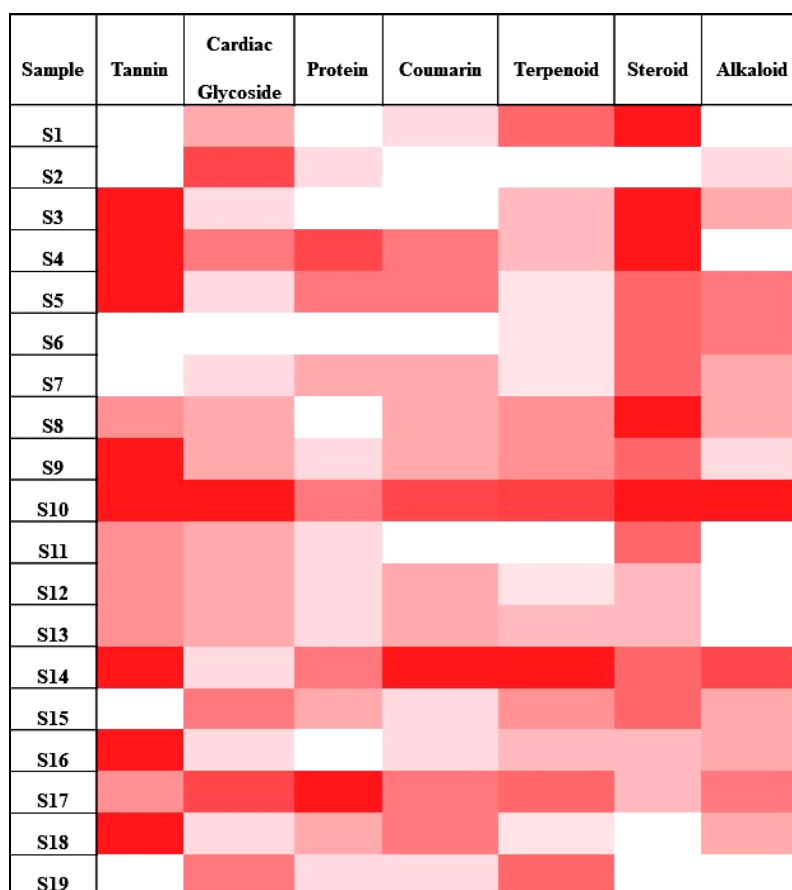 Sample Tannin Cardiac Glycoside Protein Coumarin Terpenoid Steroid Alkaloid
S1
S2
S3
S4
S5
S6
S7
S8
S9
S10
S11
S12
S13
S14
S15
S16
S17
S18
S19